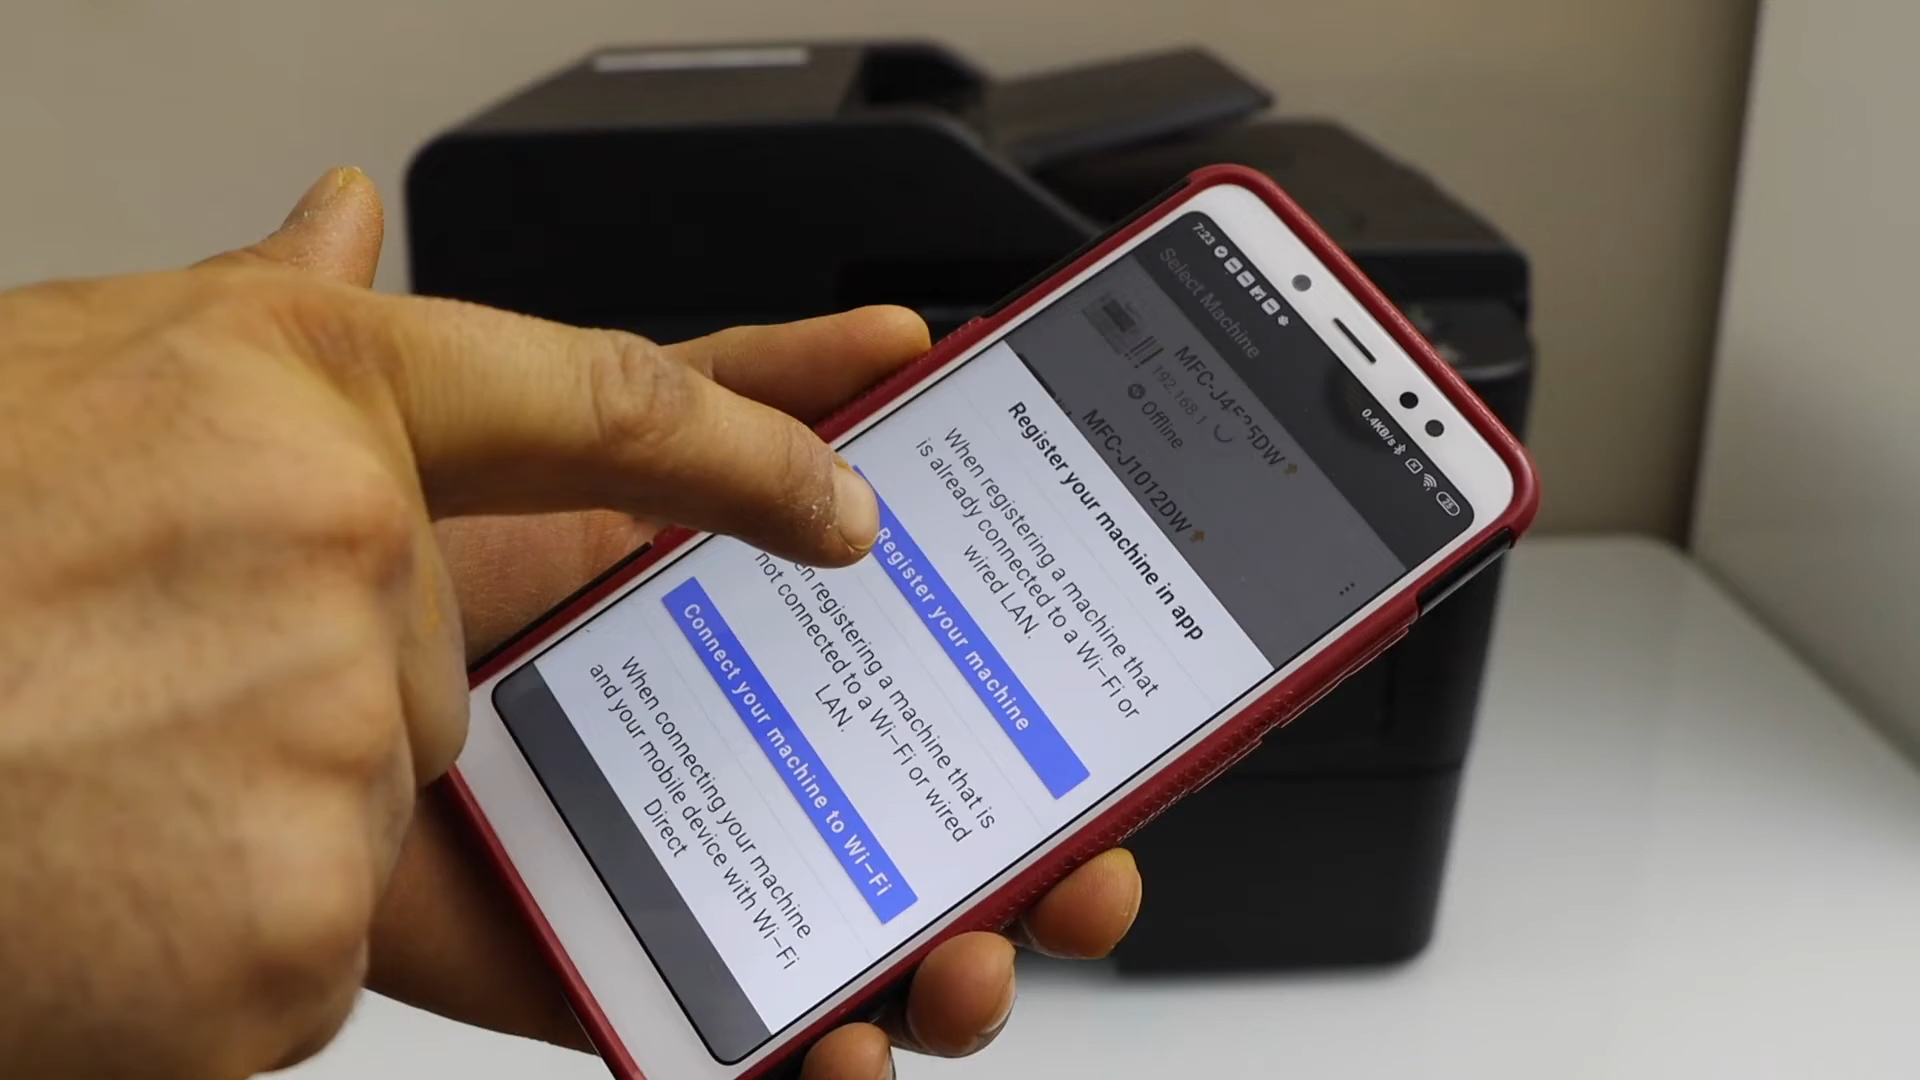 7:23
0.4KB/s
25
Select Machine
MFC-J4535DW
192.168.1
Offline
MFC-J1012DW
Register your machine in app
When registering a machine that
is already connected to a Wi-Fi or
wired LAN.
Register your machine
en registering a machine that is
not connected to a Wi-Fi or wired
LAN.
Connect your machine to Wi-Fi
When connecting your machine
and your mobile device with Wi-Fi
Direct